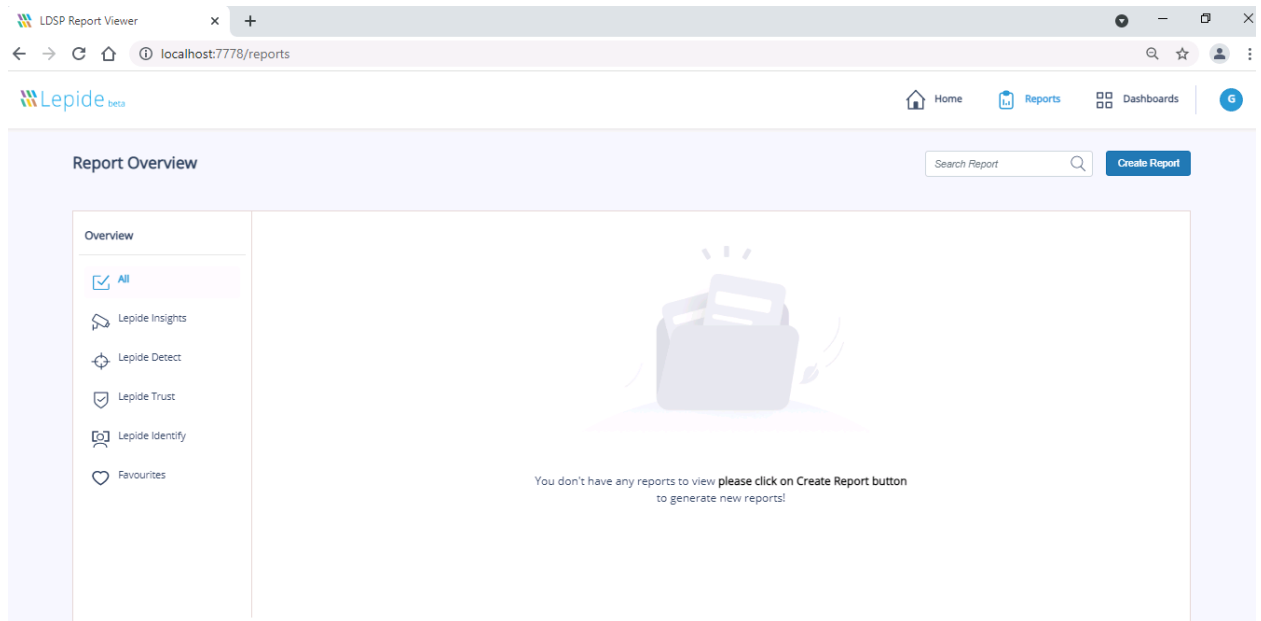 LDSP Report Viewer
localhost:7778/reports
Lepide beta
Home
Reports
Dashboards
G
Report Overview
Search Report
Create Report
Overview
All
Lepide Insights
Lepide Detect
Lepide Trust
Lepide Identify
Favourites
You don't have any reports to view please click on Create Report button
to generate new reports!